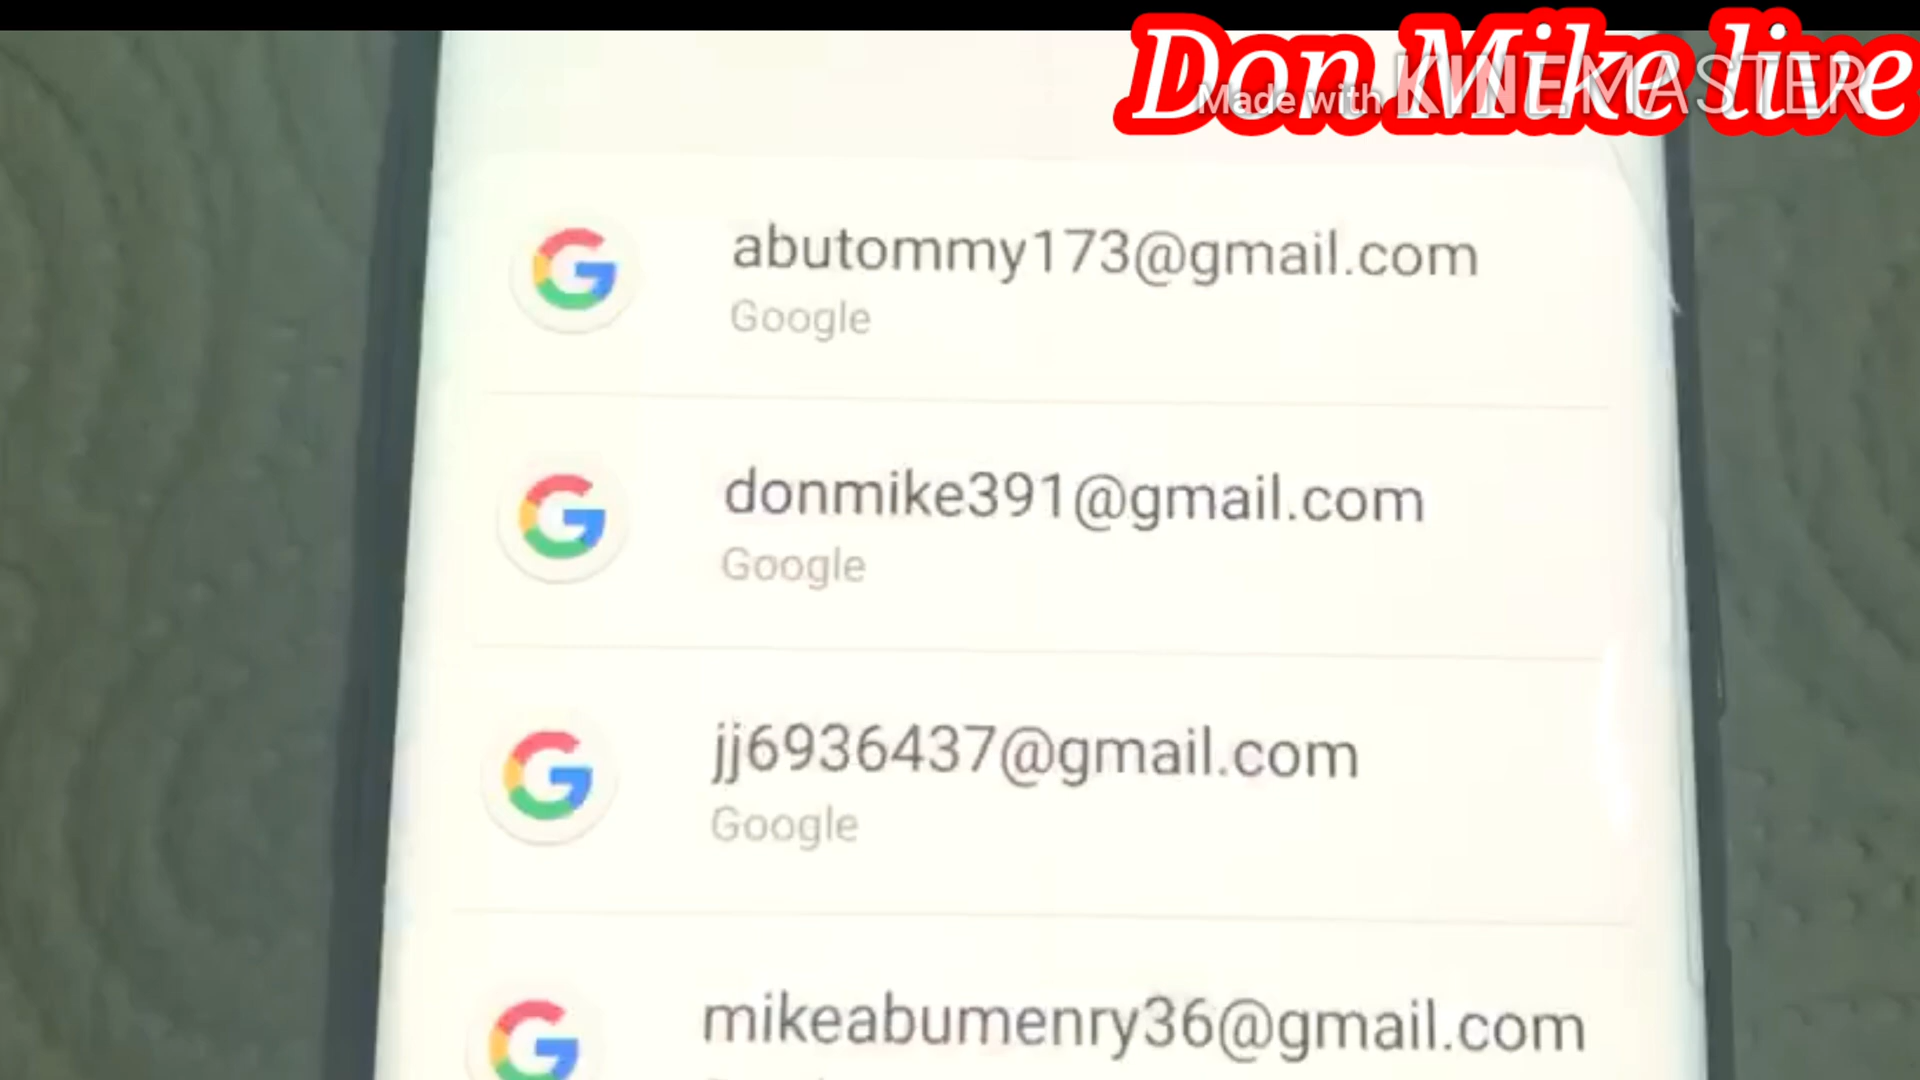 Don Mike live
Made with KINEMASTER
abutommy173@gmail.com
Google
donmike391@gmail.com
Google
jj6936437@gmail.com
Google
mikeabumenry36@gmail.com